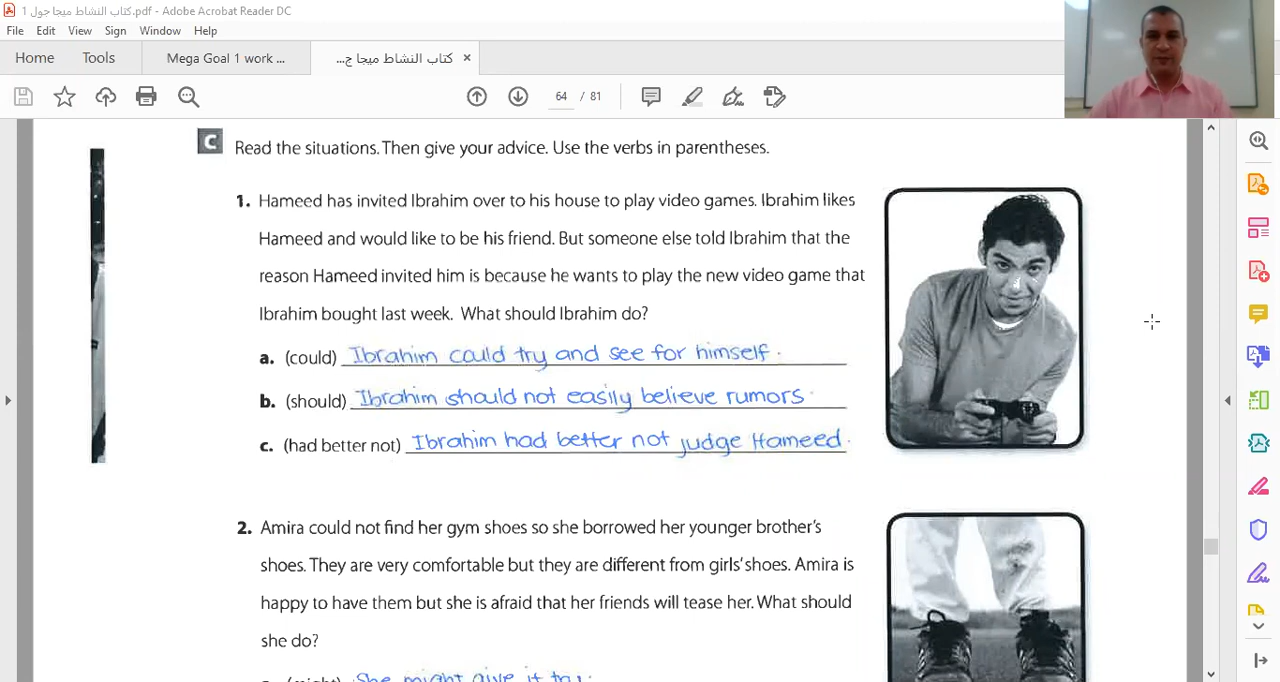 كتاب النشاط ميجا جول 1.pdf - Adobe Acrobat Reader DC
File Edit View Sign Window Help
Home Tools Mega Goal 1 work ... كتاب النشاط ميجا ج... ×
64 / 81
C Read the situations. Then give your advice. Use the verbs in parentheses.
1. Hameed has invited Ibrahim over to his house to play video games. Ibrahim likes
Hameed and would like to be his friend. But someone else told Ibrahim that the
reason Hameed invited him is because he wants to play the new video game that
Ibrahim bought last week. What should Ibrahim do?
a. (could) Ibrahim could try and see for himself.
b. (should) Ibrahim should not easily believe rumors.
c. (had better not) Ibrahim had better not judge Hameed.
2. Amira could not find her gym shoes so she borrowed her younger brother's
shoes. They are very comfortable but they are different from girls' shoes. Amira is
happy to have them but she is afraid that her friends will tease her. What should
she do?
a. (might) She might give it try.